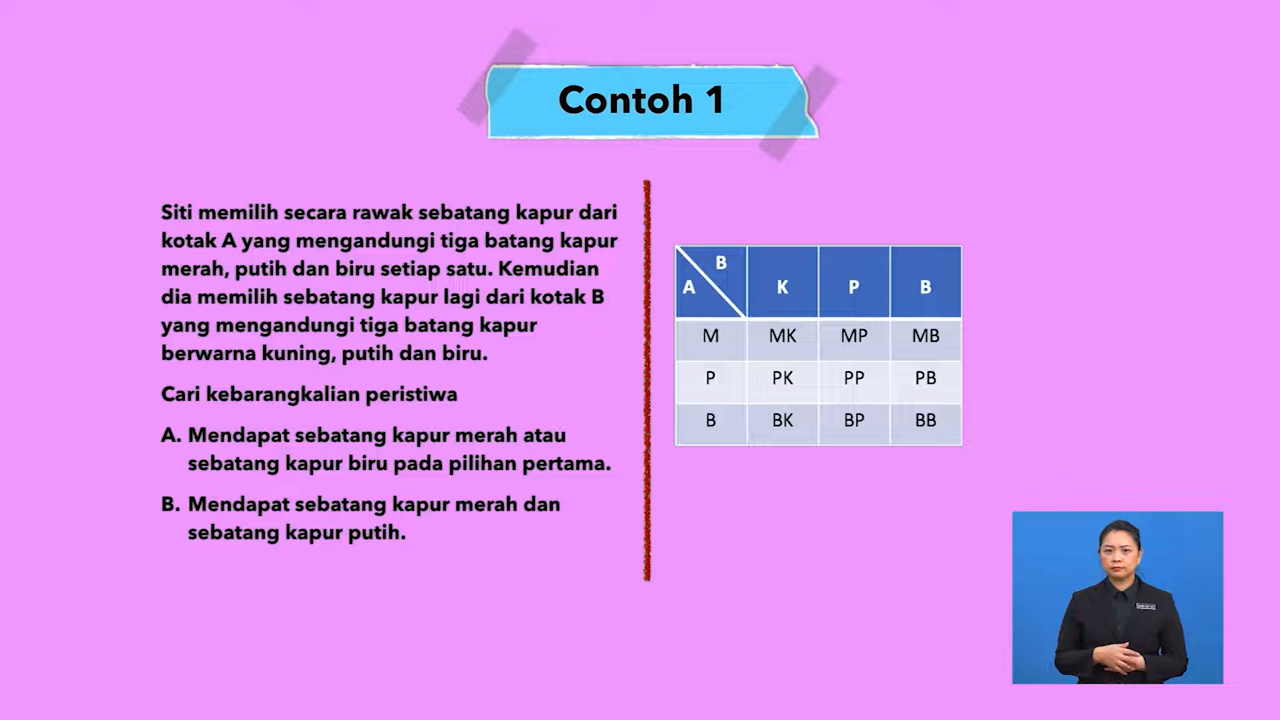 Contoh 1
Siti memilih secara rawak sebatang kapur dari
kotak A yang mengandungi tiga batang kapur
merah, putih dan biru setiap satu. Kemudian
dia memilih sebatang kapur lagi dari kotak B
yang mengandungi tiga batang kapur
berwarna kuning, putih dan biru.
Cari kebarangkalian peristiwa
A. Mendapat sebatang kapur merah atau
sebatang kapur biru pada pilihan pertama.
B. Mendapat sebatang kapur merah dan
sebatang kapur putih.
B
A K P B
M MK MP MB
P PK PP PB
B BK BP BB